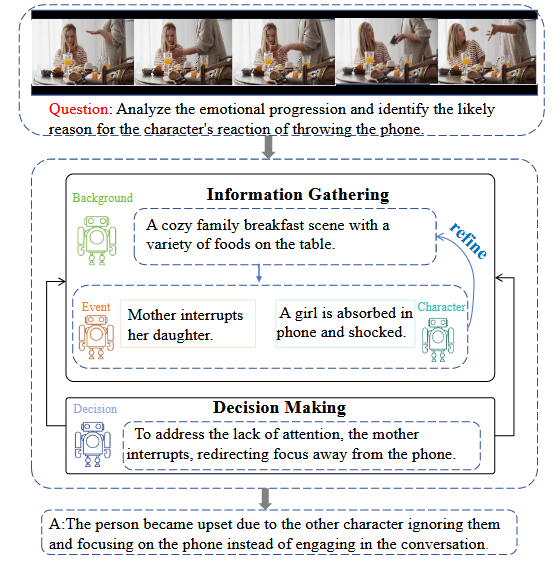 Question: Analyze the emotional progression and identify the likely
reason for the character's reaction of throwing the phone.
Information Gathering
Background
A cozy family breakfast scene with a
variety of foods on the table.
refine
Event
Mother interrupts
her daughter.
A girl is absorbed in
phone and shocked.
Character
Decision Making
Decision
To address the lack of attention, the mother
interrupts, redirecting focus away from the phone.
A:The person became upset due to the other character ignoring them
and focusing on the phone instead of engaging in the conversation.